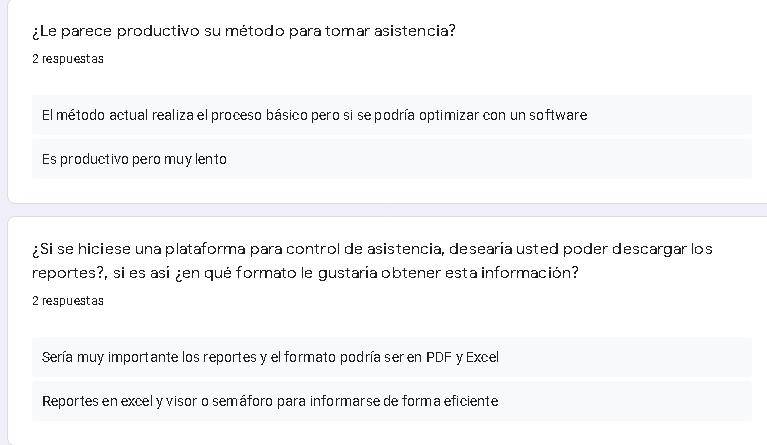 ¿Le parece productivo su método para tomar asistencia?
2 respuestas
El método actual realiza el proceso básico pero si se podría optimizar con un software
Es productivo pero muy lento
¿Si se hiciese una plataforma para control de asistencia, desearía usted poder descargar los
reportes?, si es así ¿en qué formato le gustaría obtener esta información?
2 respuestas
Sería muy importante los reportes y el formato podría ser en PDF y Excel
Reportes en excel y visor o semáforo para informarse de forma eficiente